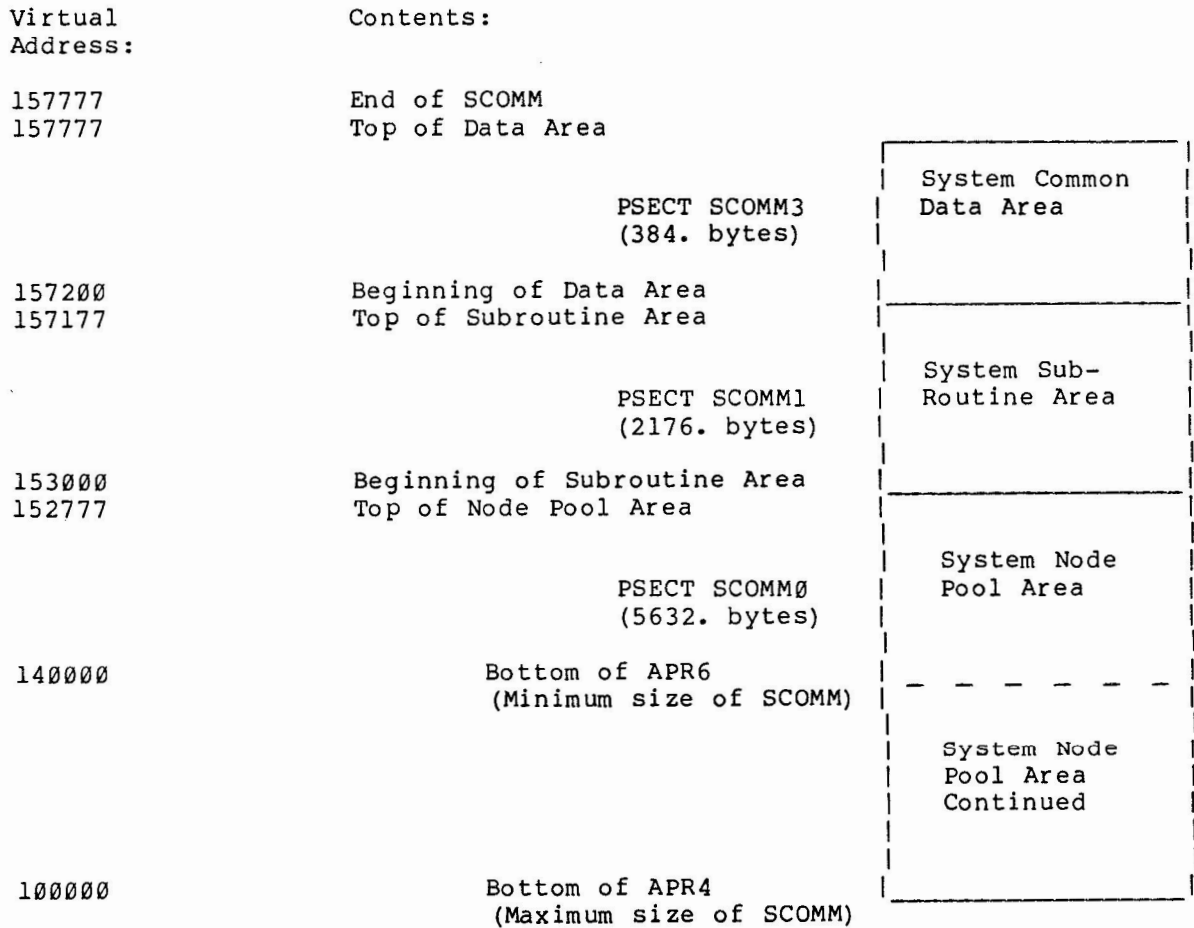 Virtual Contents:
Address:
157777 End of SCOMM
157777 Top of Data Area
System Common
PSECT SCOMM3 Data Area
(384. bytes)
157200 Beginning of Data Area
157177 Top of Subroutine Area
System Sub-
PSECT SCOMM1 Routine Area
(2176. bytes)
153000 Beginning of Subroutine Area
152777 Top of Node Pool Area
System Node
PSECT SCOMM0 Pool Area
(5632. bytes)
140000 Bottom of APR6
(Minimum size of SCOMM)
System Node
Pool Area
Continued
100000 Bottom of APR4
(Maximum size of SCOMM)